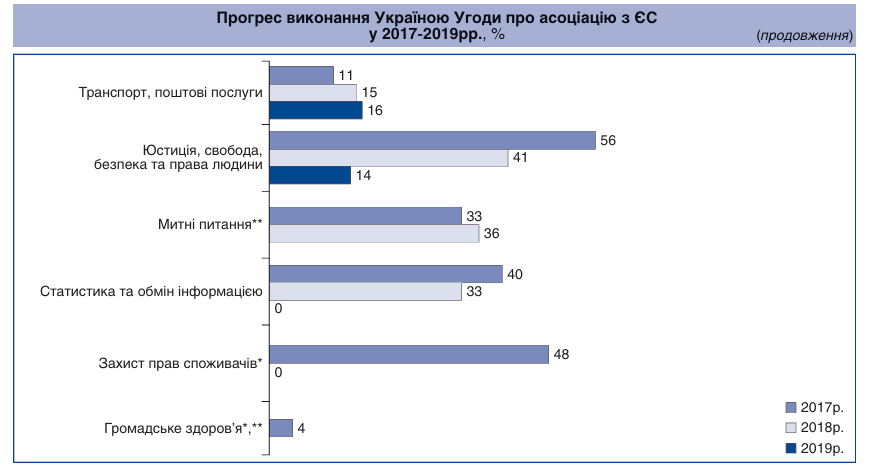 Прогрес виконання Україною Угоди про асоціацію з ЄС
у 2017-2019рр., %
(продовження)
Транспорт, поштові послуги
11
15
16
Юстиція, свобода,
безпека та права людини
56
41
14
Митні питання**
33
36
Статистика та обмін інформацією
40
33
0
Захист прав споживачів*
48
0
Громадське здоров’я*,**
4
2017р.
2018р.
2019р.